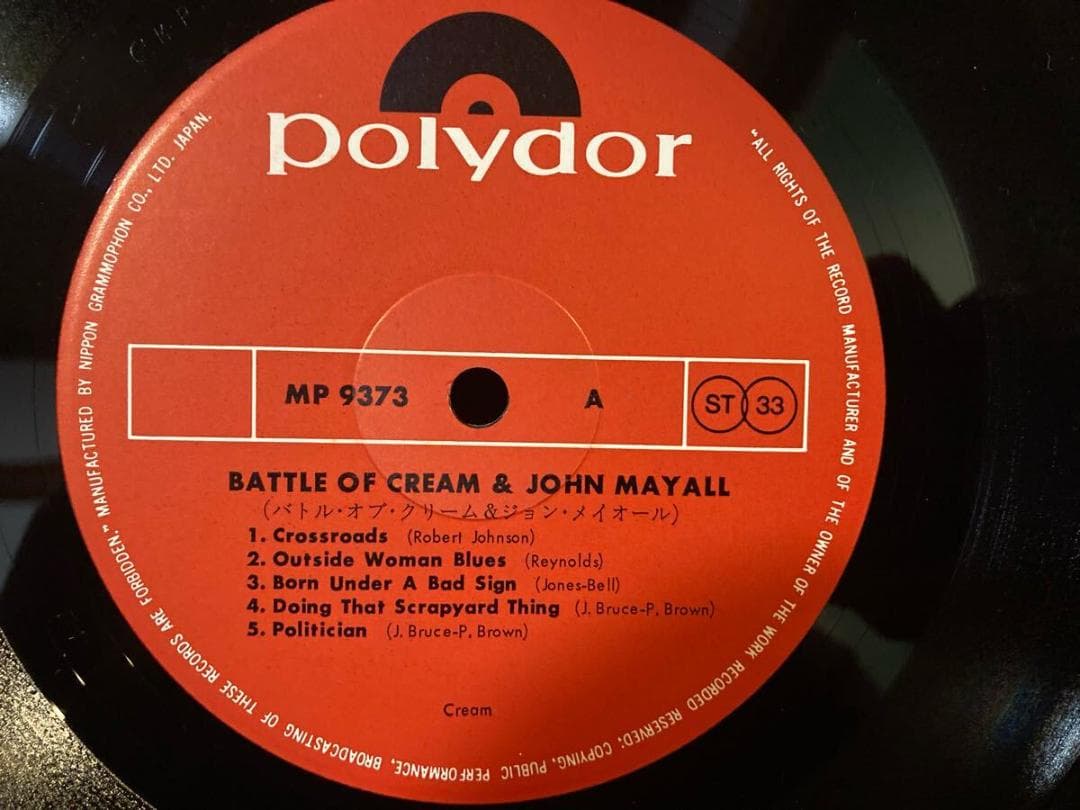 polydor
"ALL RIGHTS OF THE RECORD MANUFACTURER AND OF THE OWNER OF THE WORK RECORDED RESERVED; COPYING, PUBLIC PERFORMANCE, BROADCASTING OF THESE RECORDS ARE FORBIDDEN." MANUFACTURED BY NIPPON GRAMMOPHON CO., LTD. JAPAN.
MP 9373 A ST 33
BATTLE OF CREAM & JOHN MAYALL
(バトル・オブ・クリーム&ジョン・メイオール)
1. Crossroads (Robert Johnson)
2. Outside Woman Blues (Reynolds)
3. Born Under A Bad Sign (Jones-Bell)
4. Doing That Scrapyard Thing (J. Bruce-P. Brown)
5. Politician (J. Bruce-P. Brown)
Cream